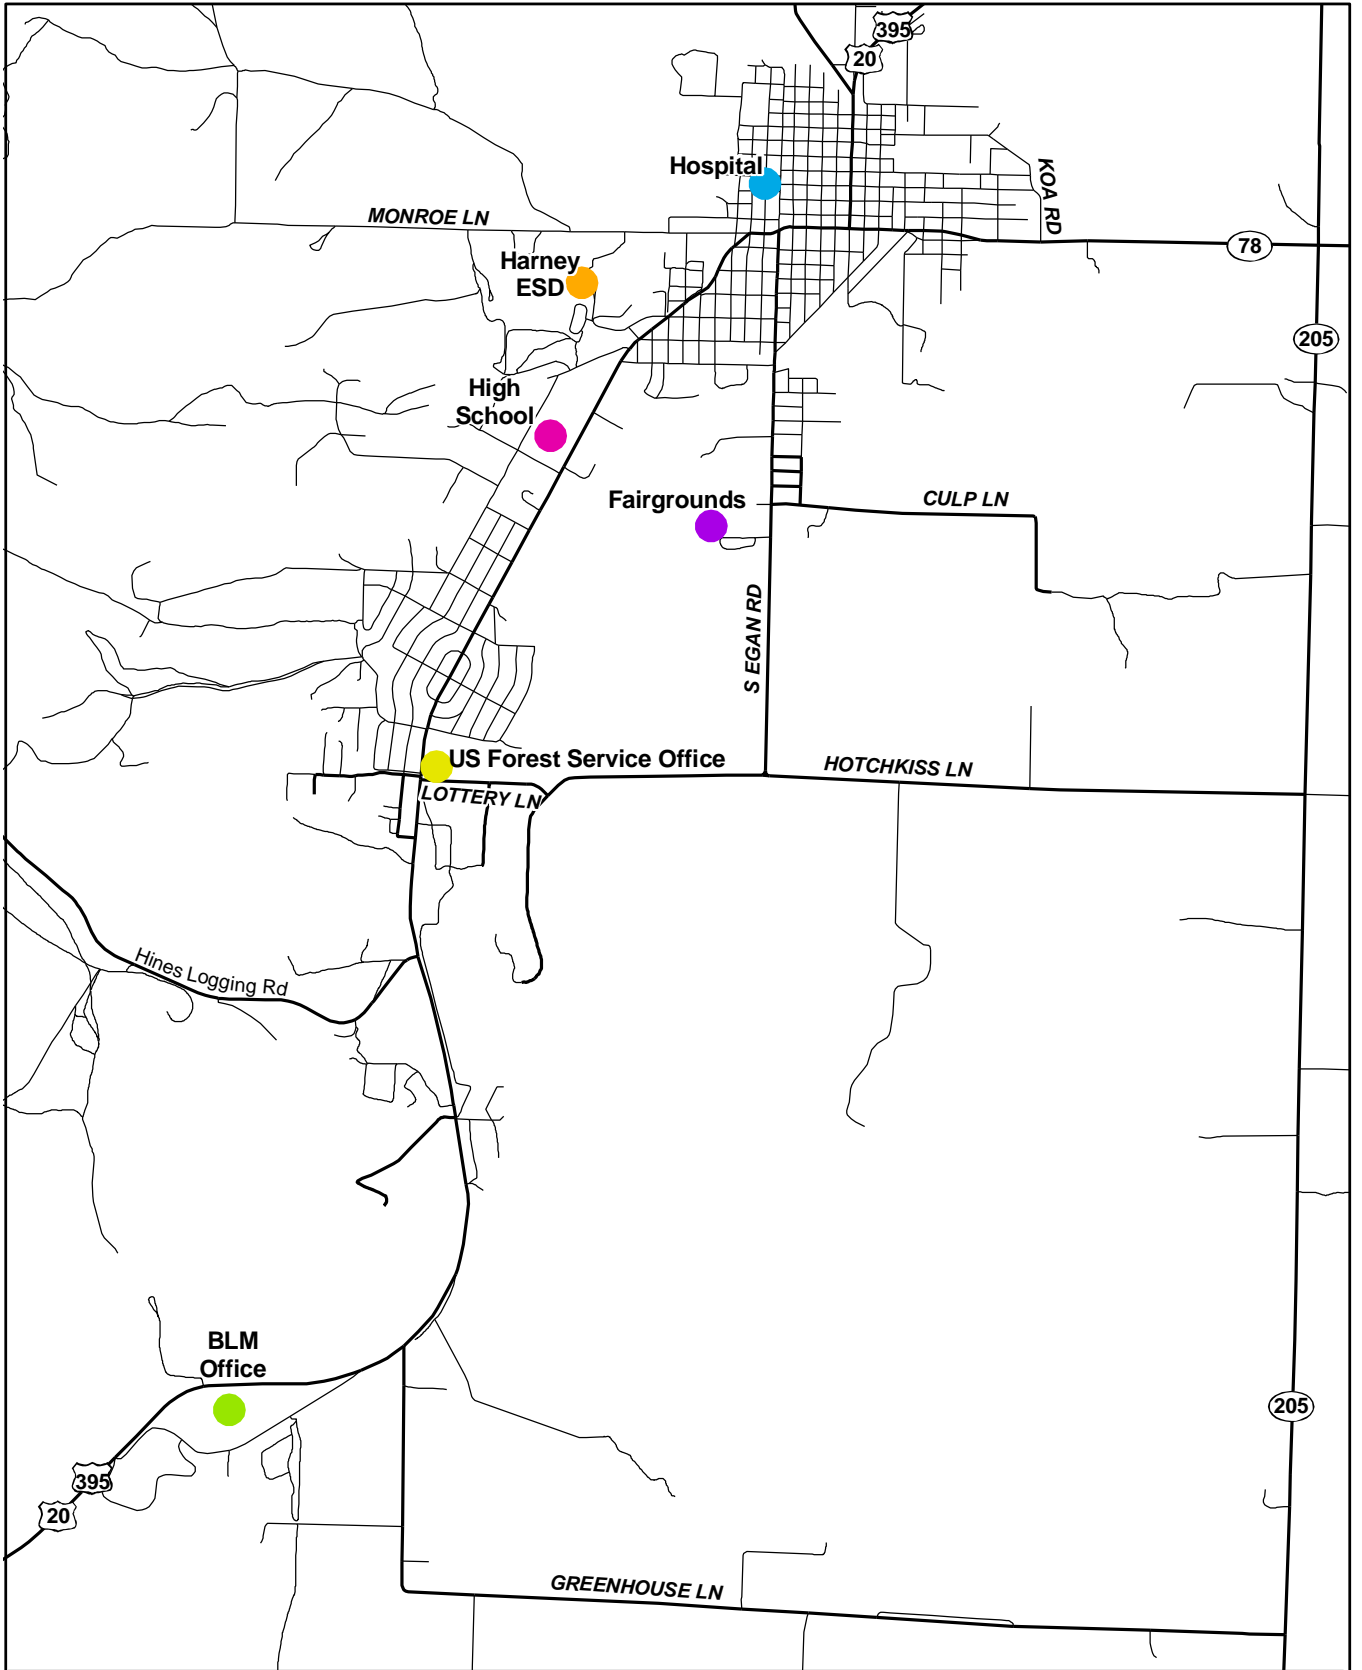 395
20
Hospital
KOA RD
MONROE LN
78
Harney
ESD
205
High
School
Fairgrounds
CULP LN
S EGAN RD
US Forest Service Office
HOTCHKISS LN
LOTTERY LN
Hines Logging Rd
BLM
Office
205
395
20
GREENHOUSE LN